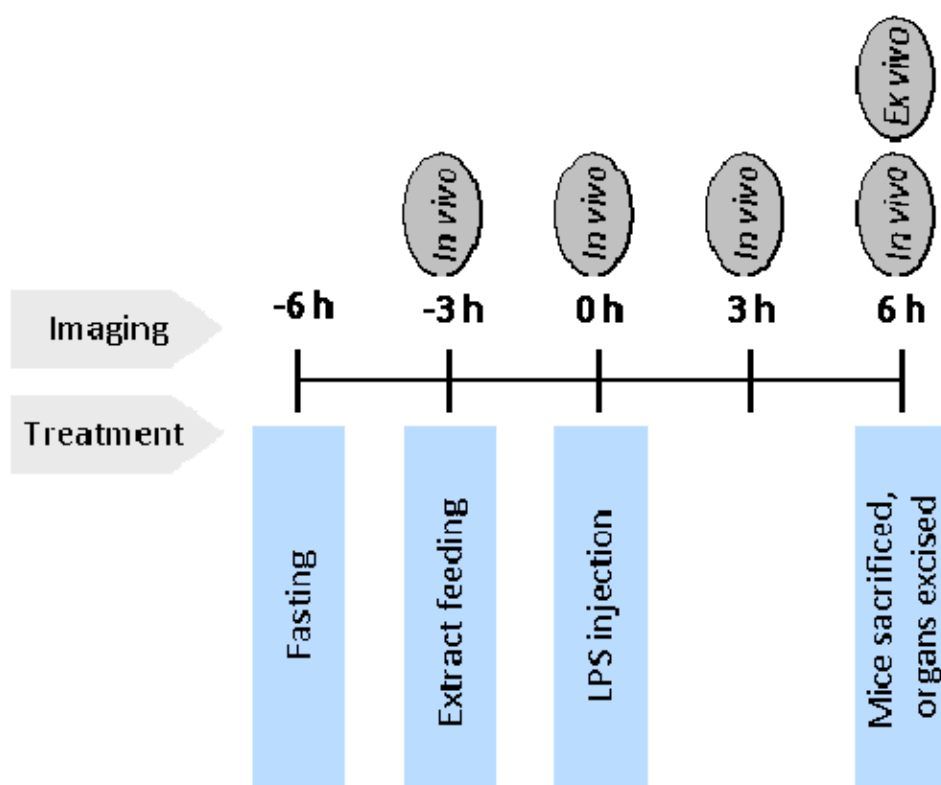 Ex vivo
In vivo
In vivo
In vivo
In vivo
Imaging
-6 h
-3 h
0 h
3 h
6 h
Treatment
Fasting
Extract feeding
LPS injection
Mice sacrificed,
organs excised